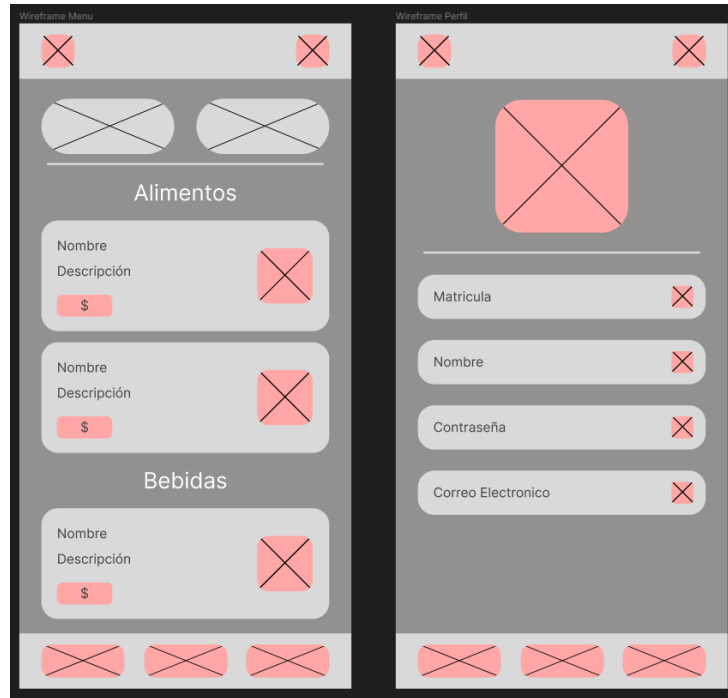 Wireframe Menu
Alimentos
Nombre
Descripción
$
Nombre
Descripción
$
Bebidas
Nombre
Descripción
$
Wireframe Perfil
Matricula
Nombre
Contraseña
Correo Electronico